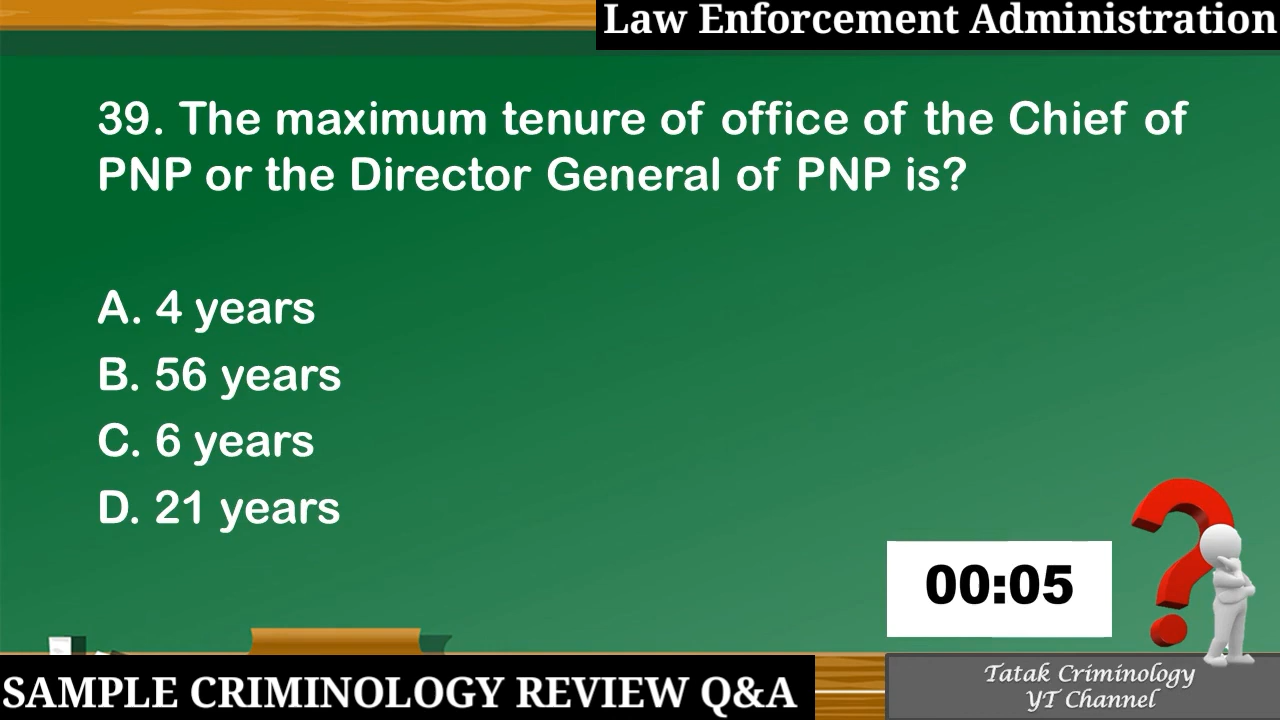 Law Enforcement Administration
39. The maximum tenure of office of the Chief of
PNP or the Director General of PNP is?
A. 4 years
B. 56 years
C. 6 years
D. 21 years
00:05
Tatak Criminology
YT Channel
SAMPLE CRIMINOLOGY REVIEW Q&A